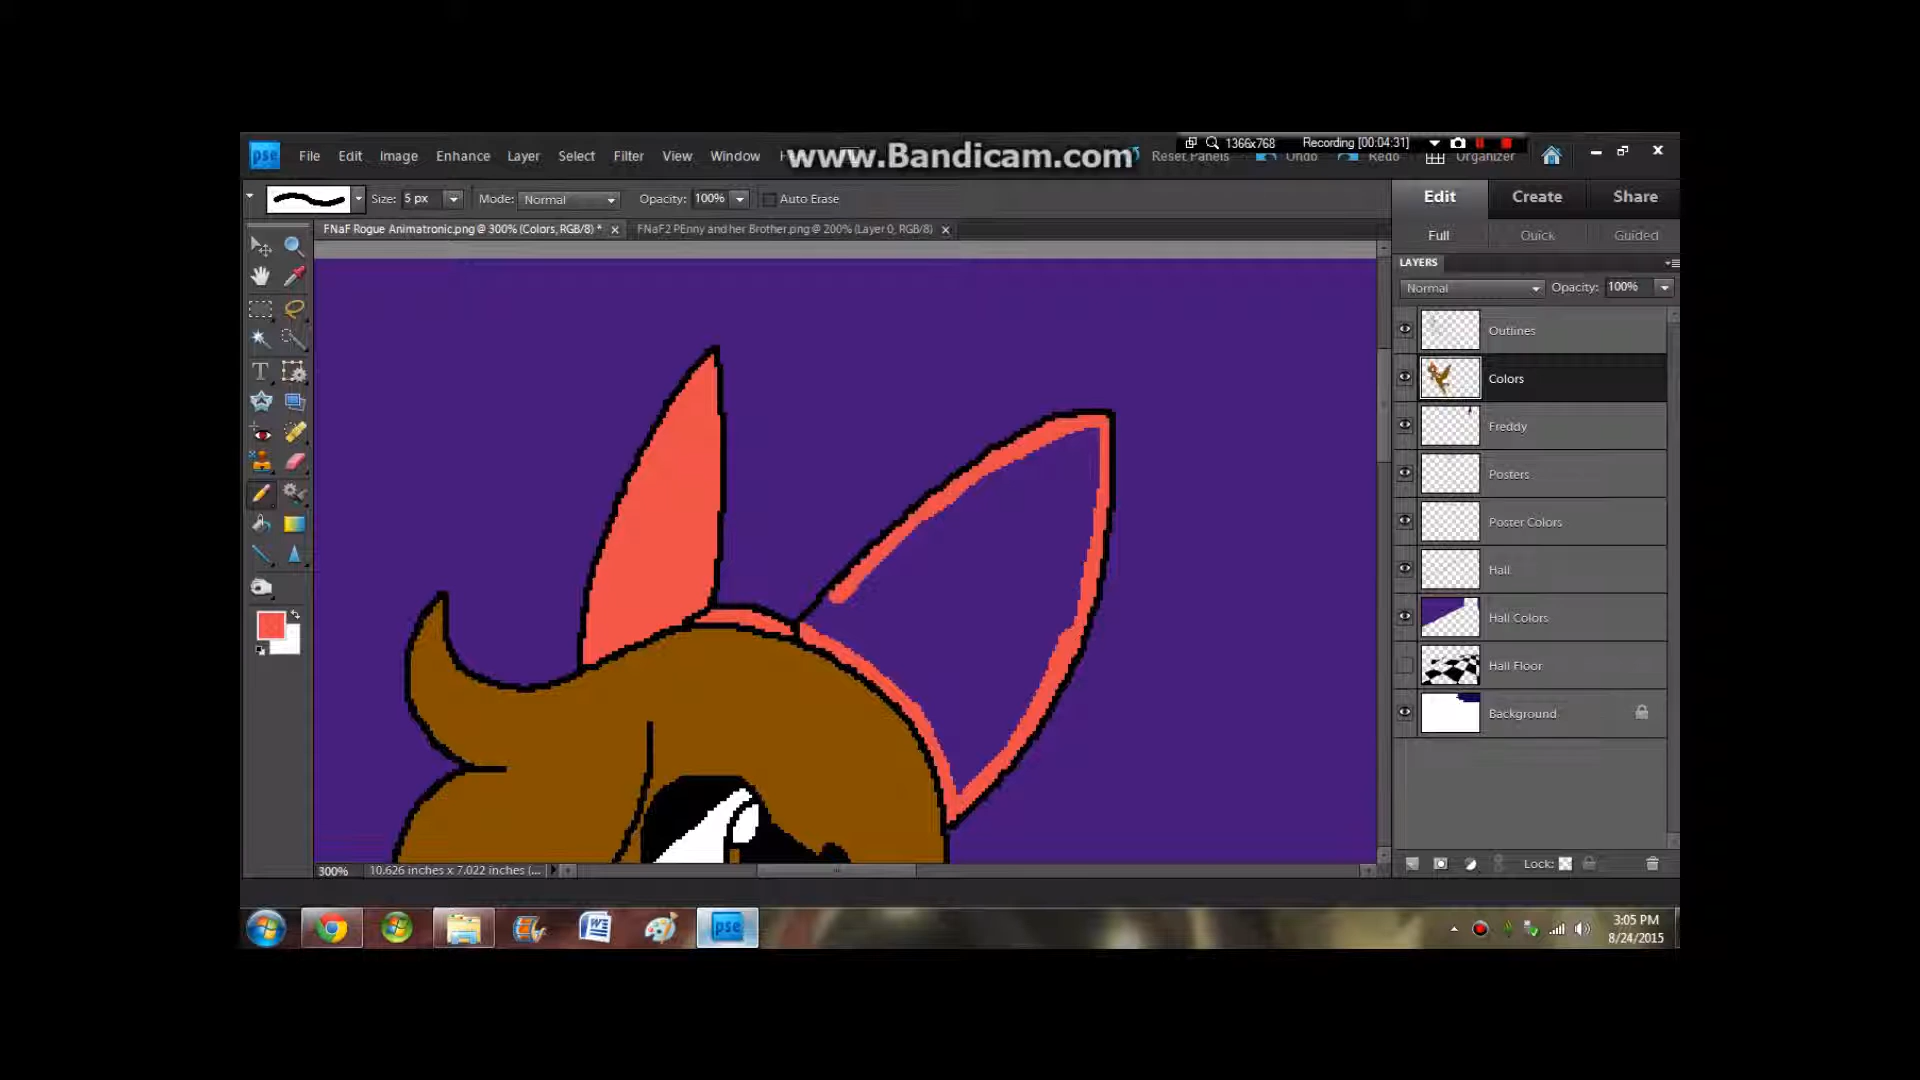 www.Bandicam.com
1366x768 Recording [00:04:31]
pse File Edit Image Enhance Layer Select Filter View Window Reset Panels Undo Redo Organizer
Size: 5 px Mode: Normal Opacity: 100% Auto Erase
Edit Create Share
FNaF Rogue Animatronic.png @ 300% (Colors, RGB/8) * FNaF2 PEnny and her Brother.png @ 200% (Layer 0, RGB/8)
Full Quick Guided
LAYERS
Normal Opacity: 100%
Outlines
Colors
Freddy
Posters
Poster Colors
Hall
Hall Colors
Hall Floor
Background
Lock:
300% 10.626 inches x 7.022 inches (...
pse
3:05 PM
8/24/2015